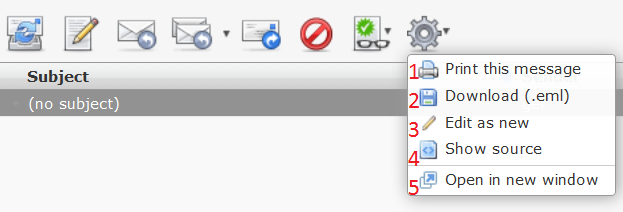 Subject
(no subject)
1 Print this message
2 Download (.eml)
3 Edit as new
4 Show source
5 Open in new window